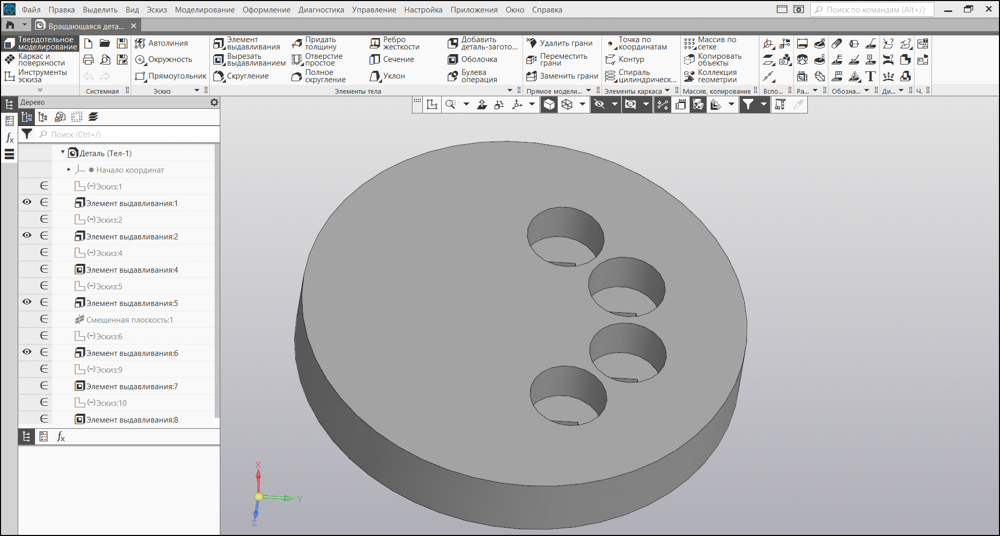 Файл Правка Выделить Вид Эскиз Моделирование Оформление Диагностика Управление Настройка Приложения Окно Справка Поиск по командам (Alt+/)
Вращающаяся дета...
Твердотельное моделирование
Каркас и поверхности
Инструменты эскиза
Системная
Автолиния
Окружность
Прямоугольник
Эскиз
Элемент выдавливания
Вырезать выдавливанием
Скругление
Придать толщину
Отверстие простое
Полное скругление
Ребро жесткости
Сечение
Уклон
Добавить деталь-загото...
Оболочка
Булева операция
Элементы тела
Удалить грани
Переместить грани
Заменить грани
Прямое модели...
Точка по координатам
Контур
Спираль цилиндрическ...
Элементы каркаса
Массив по сетке
Копировать объекты
Коллекция геометрии
Массив, копирование
Вспо...
Ра...
Обозна...
Ди...
Ч.
Дерево
Поиск (Ctrl+/)
Деталь (Тел-1)
Начало координат
(−)Эскиз:1
Элемент выдавливания:1
(−)Эскиз:2
Элемент выдавливания:2
(−)Эскиз:4
Элемент выдавливания:4
(−)Эскиз:5
Элемент выдавливания:5
Смещенная плоскость:1
(−)Эскиз:6
Элемент выдавливания:6
(−)Эскиз:9
Элемент выдавливания:7
(−)Эскиз:10
Элемент выдавливания:8
X
Y
Z